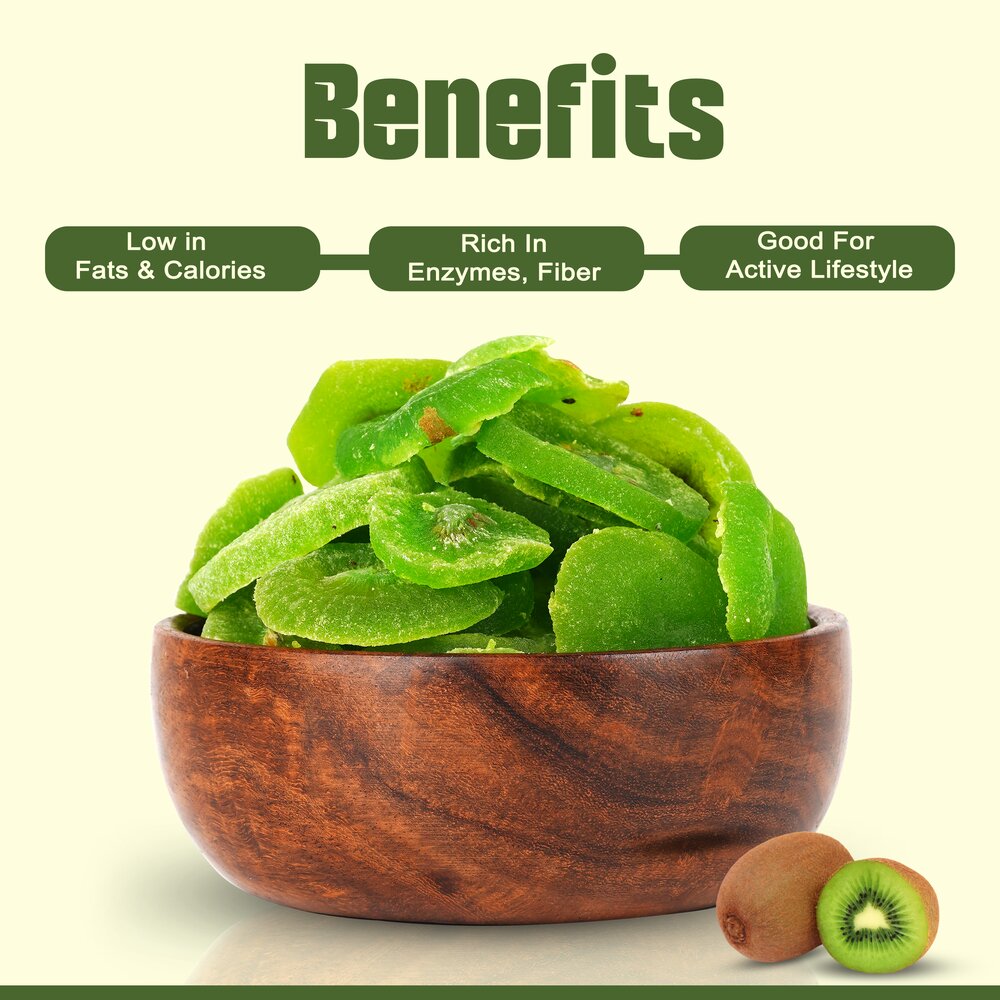 Benefits
Low in
Fats & Calories
Rich In
Enzymes, Fiber
Good For
Active Lifestyle